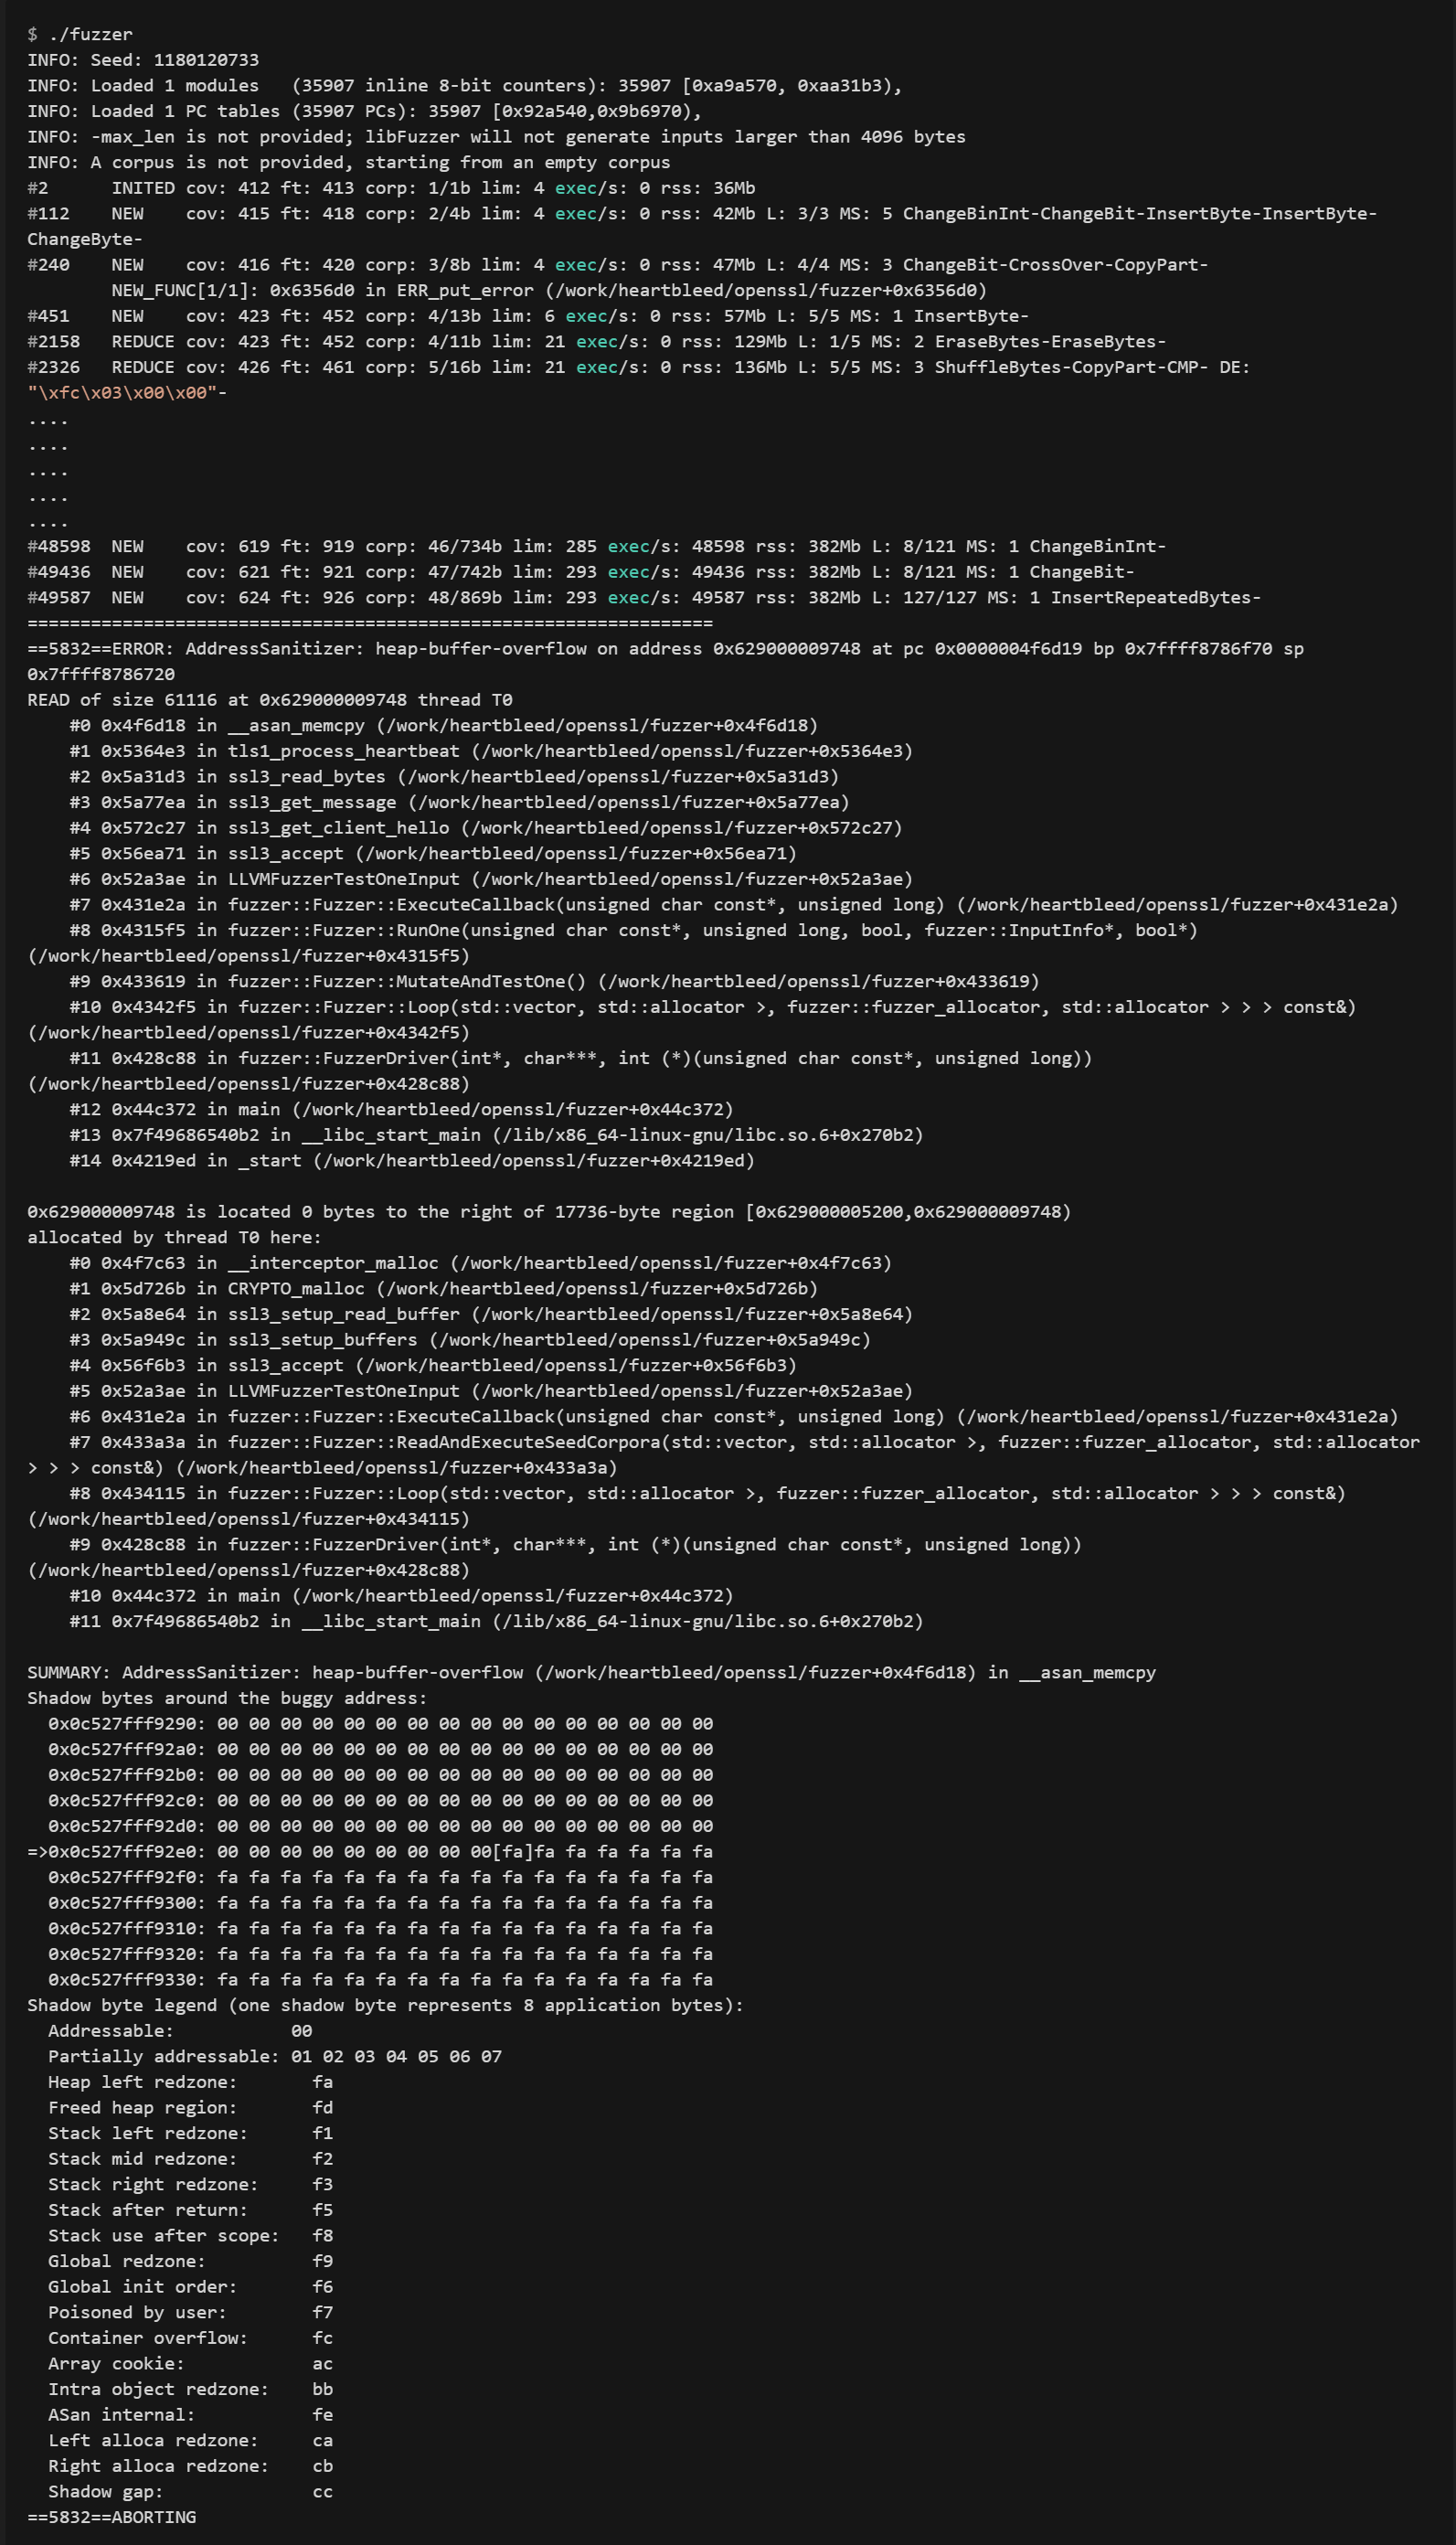 $ ./fuzzer
INFO: Seed: 1180120733
INFO: Loaded 1 modules   (35907 inline 8-bit counters): 35907 [0xa9a570, 0xaa31b3),
INFO: Loaded 1 PC tables (35907 PCs): 35907 [0x92a540,0x9b6970),
INFO: -max_len is not provided; libFuzzer will not generate inputs larger than 4096 bytes
INFO: A corpus is not provided, starting from an empty corpus
#2      INITED cov: 412 ft: 413 corp: 1/1b lim: 4 exec/s: 0 rss: 36Mb
#112    NEW    cov: 415 ft: 418 corp: 2/4b lim: 4 exec/s: 0 rss: 42Mb L: 3/3 MS: 5 ChangeBinInt-ChangeBit-InsertByte-InsertByte-
ChangeByte-
#240    NEW    cov: 416 ft: 420 corp: 3/8b lim: 4 exec/s: 0 rss: 47Mb L: 4/4 MS: 3 ChangeBit-CrossOver-CopyPart-
        NEW_FUNC[1/1]: 0x6356d0 in ERR_put_error (/work/heartbleed/openssl/fuzzer+0x6356d0)
#451    NEW    cov: 423 ft: 452 corp: 4/13b lim: 6 exec/s: 0 rss: 57Mb L: 5/5 MS: 1 InsertByte-
#2158   REDUCE cov: 423 ft: 452 corp: 4/11b lim: 21 exec/s: 0 rss: 129Mb L: 1/5 MS: 2 EraseBytes-EraseBytes-
#2326   REDUCE cov: 426 ft: 461 corp: 5/16b lim: 21 exec/s: 0 rss: 136Mb L: 5/5 MS: 3 ShuffleBytes-CopyPart-CMP- DE:
"\xfc\x03\x00\x00"-
....
....
....
....
....
#48598  NEW    cov: 619 ft: 919 corp: 46/734b lim: 285 exec/s: 48598 rss: 382Mb L: 8/121 MS: 1 ChangeBinInt-
#49436  NEW    cov: 621 ft: 921 corp: 47/742b lim: 293 exec/s: 49436 rss: 382Mb L: 8/121 MS: 1 ChangeBit-
#49587  NEW    cov: 624 ft: 926 corp: 48/869b lim: 293 exec/s: 49587 rss: 382Mb L: 127/127 MS: 1 InsertRepeatedBytes-
=================================================================
==5832==ERROR: AddressSanitizer: heap-buffer-overflow on address 0x629000009748 at pc 0x0000004f6d19 bp 0x7ffff8786f70 sp
0x7ffff8786720
READ of size 61116 at 0x629000009748 thread T0
    #0 0x4f6d18 in __asan_memcpy (/work/heartbleed/openssl/fuzzer+0x4f6d18)
    #1 0x5364e3 in tls1_process_heartbeat (/work/heartbleed/openssl/fuzzer+0x5364e3)
    #2 0x5a31d3 in ssl3_read_bytes (/work/heartbleed/openssl/fuzzer+0x5a31d3)
    #3 0x5a77ea in ssl3_get_message (/work/heartbleed/openssl/fuzzer+0x5a77ea)
    #4 0x572c27 in ssl3_get_client_hello (/work/heartbleed/openssl/fuzzer+0x572c27)
    #5 0x56ea71 in ssl3_accept (/work/heartbleed/openssl/fuzzer+0x56ea71)
    #6 0x52a3ae in LLVMFuzzerTestOneInput (/work/heartbleed/openssl/fuzzer+0x52a3ae)
    #7 0x431e2a in fuzzer::Fuzzer::ExecuteCallback(unsigned char const*, unsigned long) (/work/heartbleed/openssl/fuzzer+0x431e2a)
    #8 0x4315f5 in fuzzer::Fuzzer::RunOne(unsigned char const*, unsigned long, bool, fuzzer::InputInfo*, bool*)
(/work/heartbleed/openssl/fuzzer+0x4315f5)
    #9 0x433619 in fuzzer::Fuzzer::MutateAndTestOne() (/work/heartbleed/openssl/fuzzer+0x433619)
    #10 0x4342f5 in fuzzer::Fuzzer::Loop(std::vector, std::allocator >, fuzzer::fuzzer_allocator, std::allocator > > > const&)
(/work/heartbleed/openssl/fuzzer+0x4342f5)
    #11 0x428c88 in fuzzer::FuzzerDriver(int*, char***, int (*)(unsigned char const*, unsigned long))
(/work/heartbleed/openssl/fuzzer+0x428c88)
    #12 0x44c372 in main (/work/heartbleed/openssl/fuzzer+0x44c372)
    #13 0x7f49686540b2 in __libc_start_main (/lib/x86_64-linux-gnu/libc.so.6+0x270b2)
    #14 0x4219ed in _start (/work/heartbleed/openssl/fuzzer+0x4219ed)

0x629000009748 is located 0 bytes to the right of 17736-byte region [0x629000005200,0x629000009748)
allocated by thread T0 here:
    #0 0x4f7c63 in __interceptor_malloc (/work/heartbleed/openssl/fuzzer+0x4f7c63)
    #1 0x5d726b in CRYPTO_malloc (/work/heartbleed/openssl/fuzzer+0x5d726b)
    #2 0x5a8e64 in ssl3_setup_read_buffer (/work/heartbleed/openssl/fuzzer+0x5a8e64)
    #3 0x5a949c in ssl3_setup_buffers (/work/heartbleed/openssl/fuzzer+0x5a949c)
    #4 0x56f6b3 in ssl3_accept (/work/heartbleed/openssl/fuzzer+0x56f6b3)
    #5 0x52a3ae in LLVMFuzzerTestOneInput (/work/heartbleed/openssl/fuzzer+0x52a3ae)
    #6 0x431e2a in fuzzer::Fuzzer::ExecuteCallback(unsigned char const*, unsigned long) (/work/heartbleed/openssl/fuzzer+0x431e2a)
    #7 0x433a3a in fuzzer::Fuzzer::ReadAndExecuteSeedCorpora(std::vector, std::allocator >, fuzzer::fuzzer_allocator, std::allocator
> > > const&) (/work/heartbleed/openssl/fuzzer+0x433a3a)
    #8 0x434115 in fuzzer::Fuzzer::Loop(std::vector, std::allocator >, fuzzer::fuzzer_allocator, std::allocator > > > const&)
(/work/heartbleed/openssl/fuzzer+0x434115)
    #9 0x428c88 in fuzzer::FuzzerDriver(int*, char***, int (*)(unsigned char const*, unsigned long))
(/work/heartbleed/openssl/fuzzer+0x428c88)
    #10 0x44c372 in main (/work/heartbleed/openssl/fuzzer+0x44c372)
    #11 0x7f49686540b2 in __libc_start_main (/lib/x86_64-linux-gnu/libc.so.6+0x270b2)

SUMMARY: AddressSanitizer: heap-buffer-overflow (/work/heartbleed/openssl/fuzzer+0x4f6d18) in __asan_memcpy
Shadow bytes around the buggy address:
  0x0c527fff9290: 00 00 00 00 00 00 00 00 00 00 00 00 00 00 00 00
  0x0c527fff92a0: 00 00 00 00 00 00 00 00 00 00 00 00 00 00 00 00
  0x0c527fff92b0: 00 00 00 00 00 00 00 00 00 00 00 00 00 00 00 00
  0x0c527fff92c0: 00 00 00 00 00 00 00 00 00 00 00 00 00 00 00 00
  0x0c527fff92d0: 00 00 00 00 00 00 00 00 00 00 00 00 00 00 00 00
=>0x0c527fff92e0: 00 00 00 00 00 00 00 00 00[fa]fa fa fa fa fa fa
  0x0c527fff92f0: fa fa fa fa fa fa fa fa fa fa fa fa fa fa fa fa
  0x0c527fff9300: fa fa fa fa fa fa fa fa fa fa fa fa fa fa fa fa
  0x0c527fff9310: fa fa fa fa fa fa fa fa fa fa fa fa fa fa fa fa
  0x0c527fff9320: fa fa fa fa fa fa fa fa fa fa fa fa fa fa fa fa
  0x0c527fff9330: fa fa fa fa fa fa fa fa fa fa fa fa fa fa fa fa
Shadow byte legend (one shadow byte represents 8 application bytes):
  Addressable:           00
  Partially addressable: 01 02 03 04 05 06 07
  Heap left redzone:       fa
  Freed heap region:       fd
  Stack left redzone:      f1
  Stack mid redzone:       f2
  Stack right redzone:     f3
  Stack after return:      f5
  Stack use after scope:   f8
  Global redzone:          f9
  Global init order:       f6
  Poisoned by user:        f7
  Container overflow:      fc
  Array cookie:            ac
  Intra object redzone:    bb
  ASan internal:           fe
  Left alloca redzone:     ca
  Right alloca redzone:    cb
  Shadow gap:              cc
==5832==ABORTING